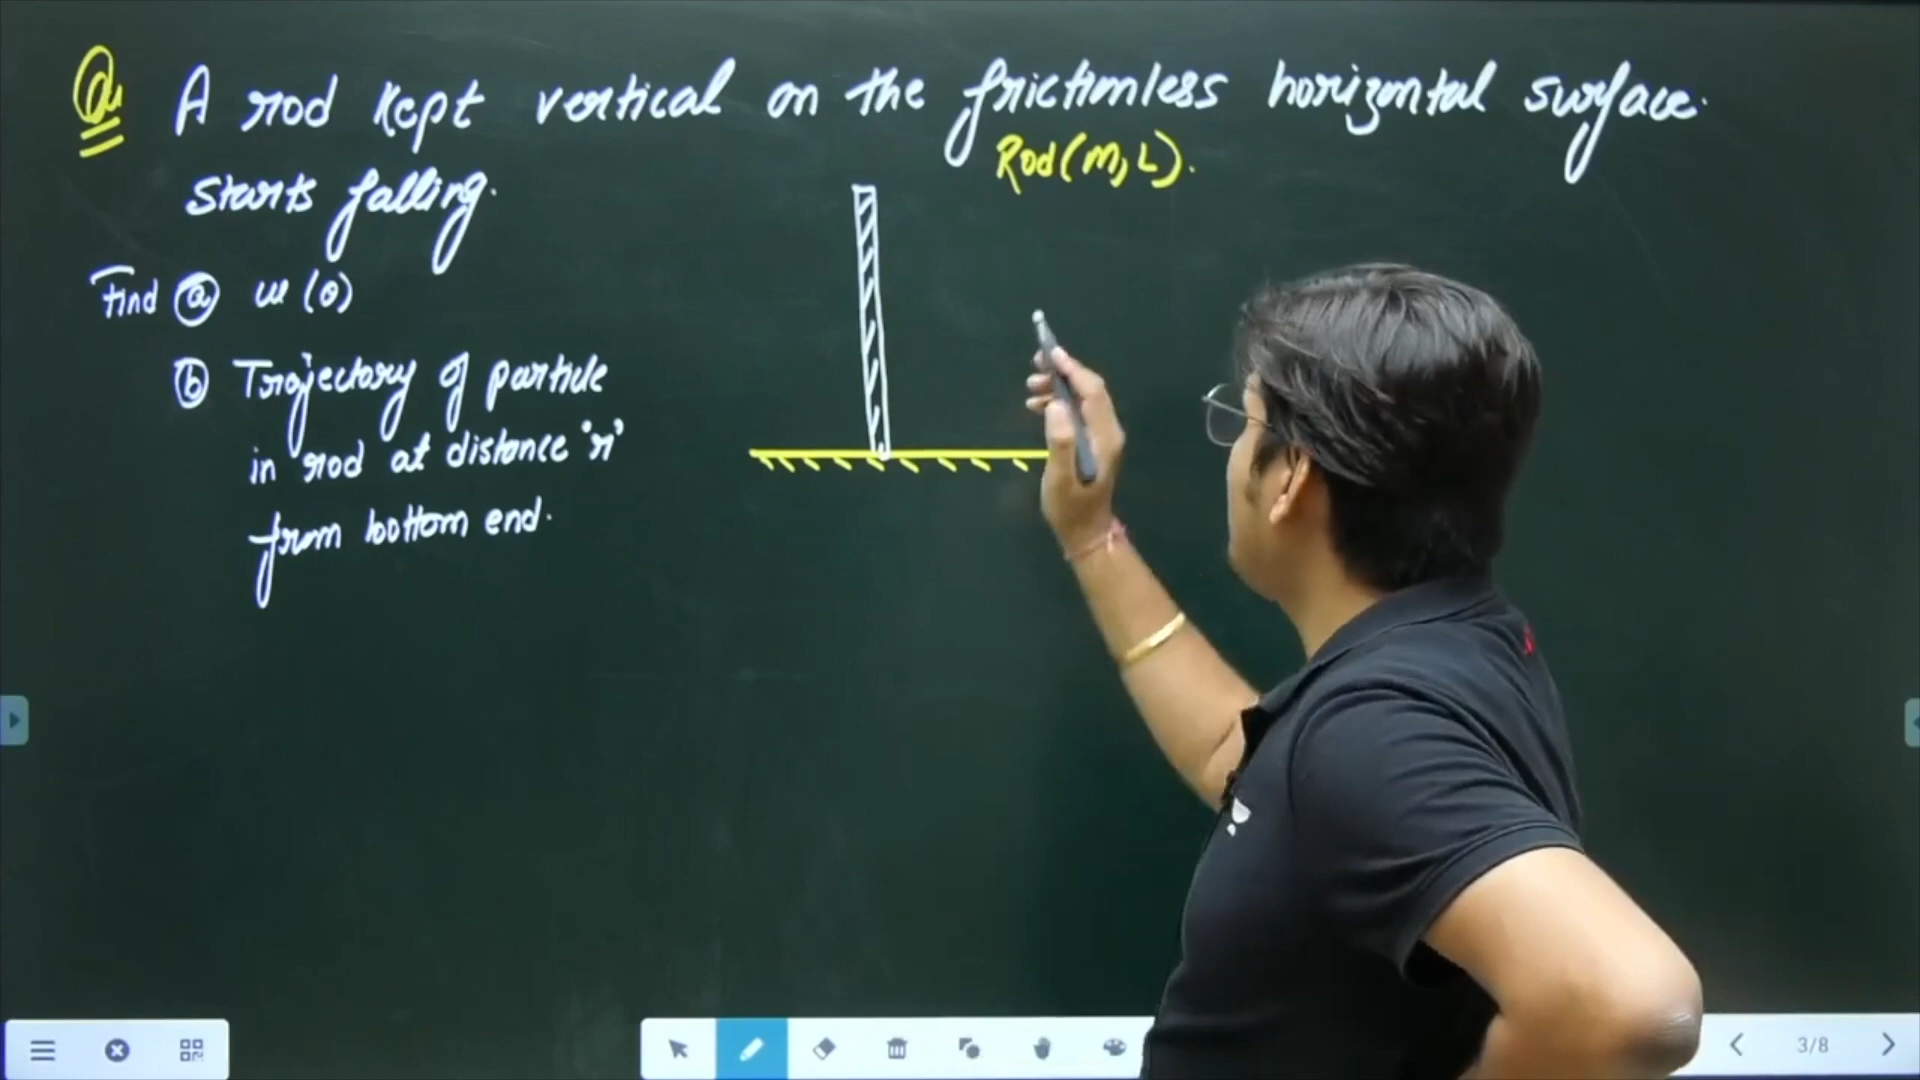 Qu A rod kept vertical on the frictionless horizontal surface.
Rod (M, L).
starts falling.
Find (a) ω (θ)
(b) Trajectory of particle
in rod at distance 'r'
from bottom end.
3/8